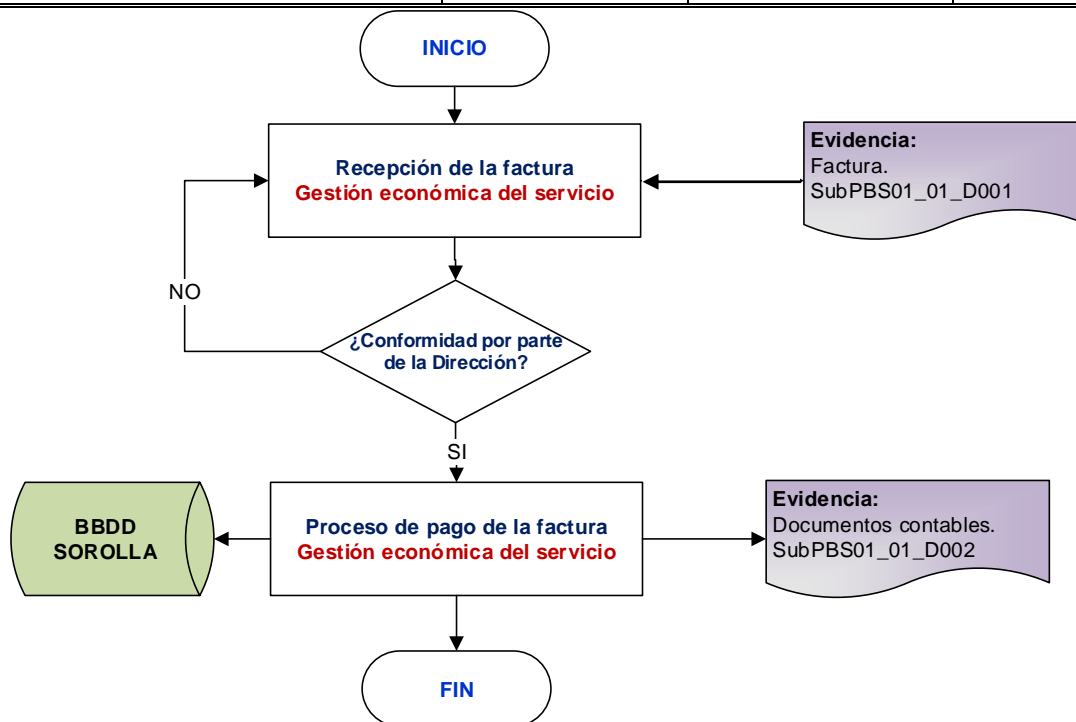 INICIO
Recepción de la factura
Gestión económica del servicio
Evidencia:
Factura.
SubPBS01_01_D001
NO
¿Conformidad por parte
de la Dirección?
SI
BBDD
SOROLLA
Proceso de pago de la factura
Gestión económica del servicio
Evidencia:
Documentos contables.
SubPBS01_01_D002
FIN